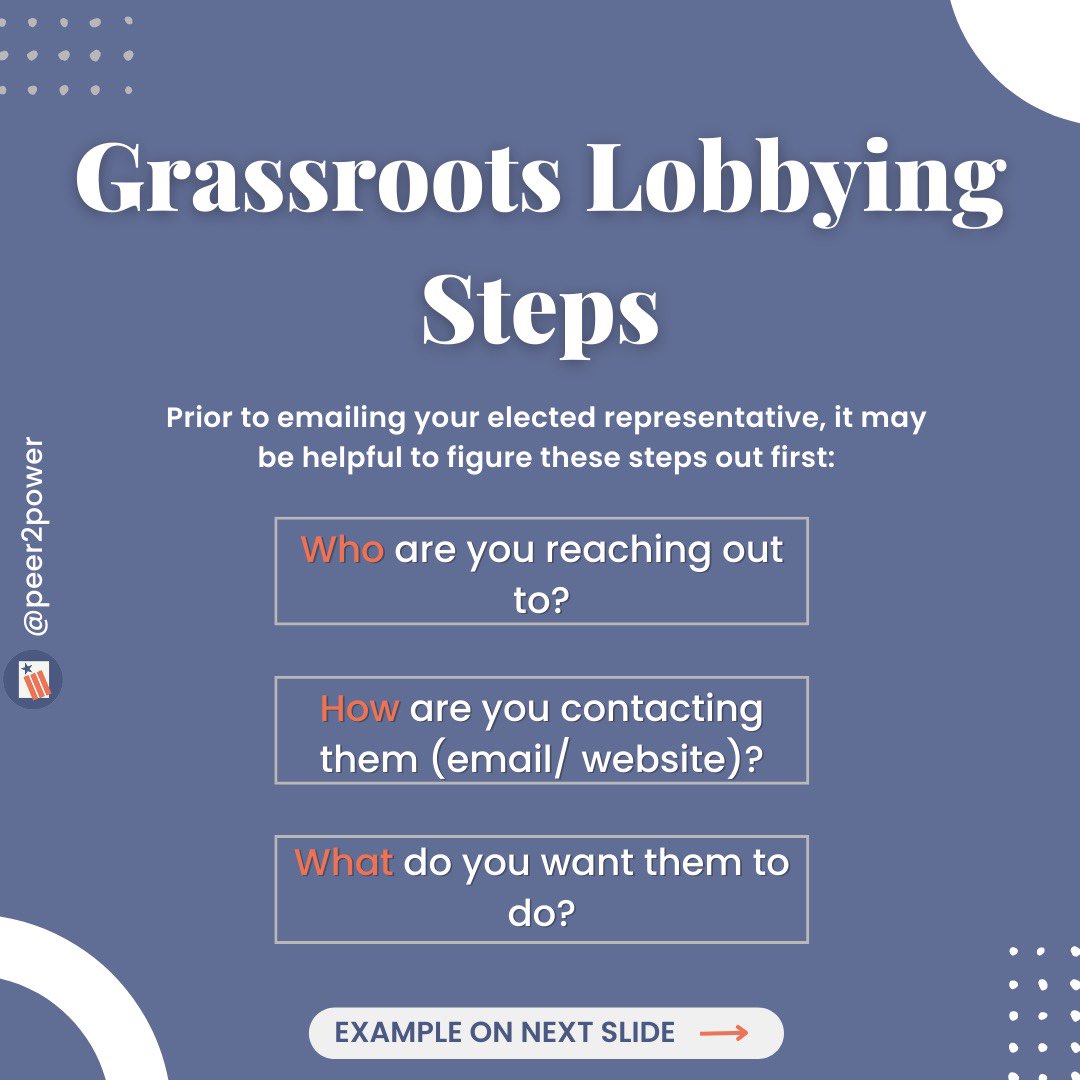 Grassroots Lobbying
Steps
Prior to emailing your elected representative, it may
be helpful to figure these steps out first:
Who are you reaching out
to?
How are you contacting
them (email/ website)?
What do you want them to
do?
EXAMPLE ON NEXT SLIDE
@peer2power